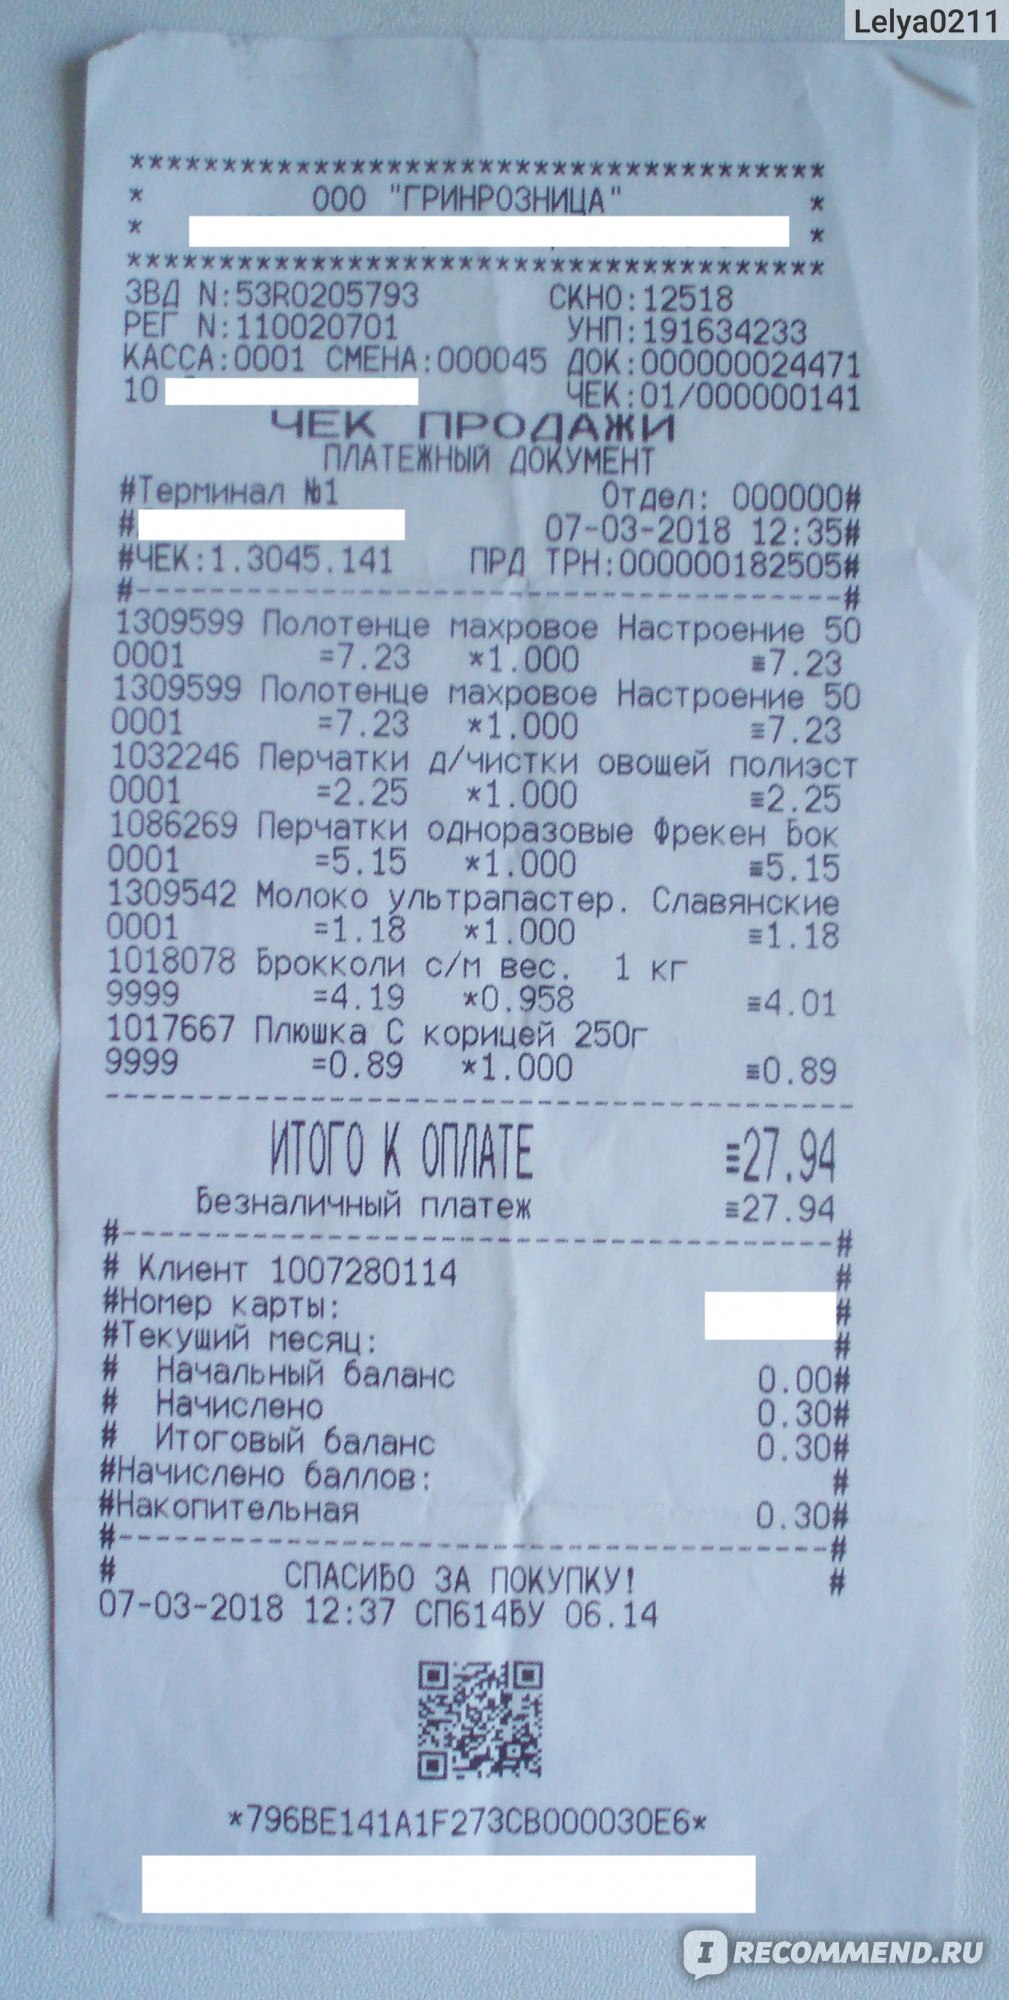 Lelya0211
**************************************
* ООО "ГРИНРОЗНИЦА" *
* *
**************************************
ЗВД N:53R0205793 СКНО:12518
РЕГ N:110020701 УНП:191634233
КАССА:0001 СМЕНА:000045 ДОК:000000024471
10 ЧЕК:01/000000141
ЧЕК ПРОДАЖИ
ПЛАТЕЖНЫЙ ДОКУМЕНТ
#Терминал №1 Отдел: 000000#
# 07-03-2018 12:35#
#ЧЕК:1.3045.141 ПРД ТРН:000000182505#
#--------------------------------------#
1309599 Полотенце махровое Настроение 50
0001 =7.23 *1.000 ≡7.23
1309599 Полотенце махровое Настроение 50
0001 =7.23 *1.000 ≡7.23
1032246 Перчатки д/чистки овощей полиэст
0001 =2.25 *1.000 ≡2.25
1086269 Перчатки одноразовые Фрекен Бок
0001 =5.15 *1.000 ≡5.15
1309542 Молоко ультрапастер. Славянские
0001 =1.18 *1.000 ≡1.18
1018078 Брокколи с/м вес. 1 кг
9999 =4.19 *0.958 ≡4.01
1017667 Плюшка С корицей 250г
9999 =0.89 *1.000 ≡0.89
----------------------------------------
ИТОГО К ОПЛАТЕ ≡27.94
Безналичный платеж ≡27.94
#--------------------------------------#
# Клиент 1007280114 #
#Номер карты: #
#Текущий месяц: #
# Начальный баланс 0.00#
# Начислено 0.30#
# Итоговый баланс 0.30#
#Начислено баллов: #
#Накопительная 0.30#
#--------------------------------------#
# СПАСИБО ЗА ПОКУПКУ! #
07-03-2018 12:37 СП614БУ 06.14
*796BE141A1F273CB000030E6*
I RECOMMEND.RU